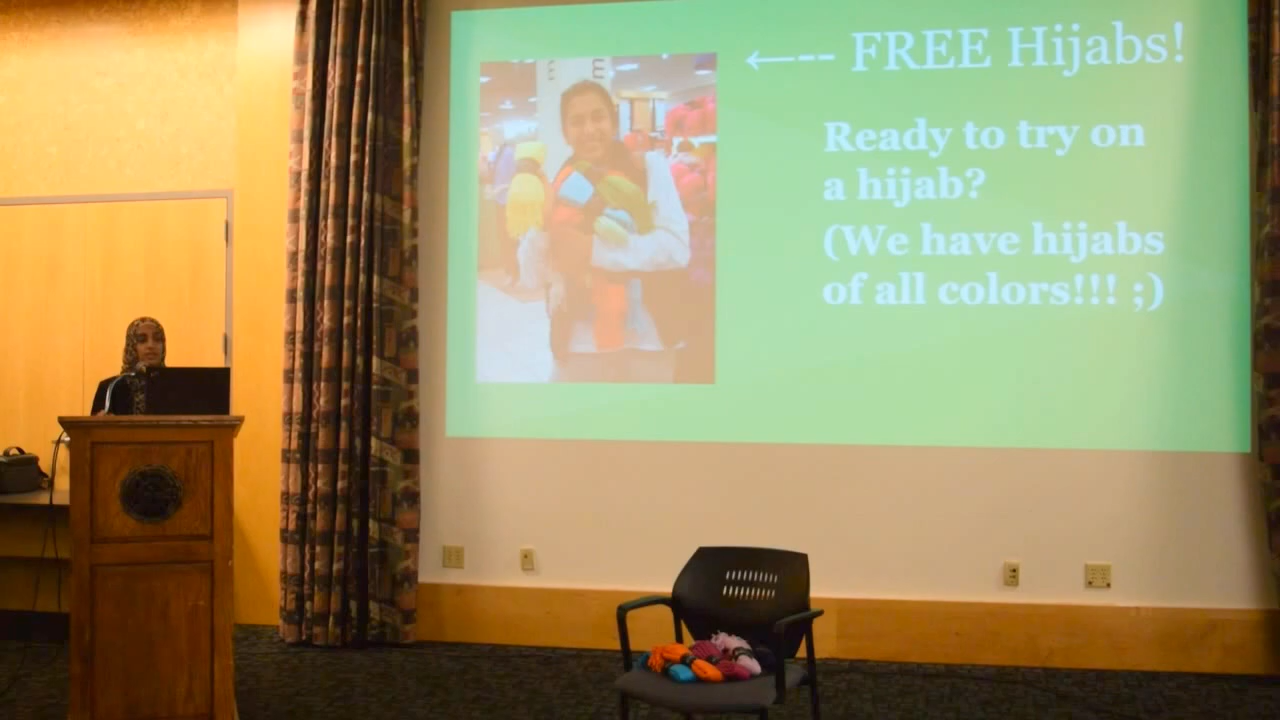 ←-- FREE Hijabs!
Ready to try on
a hijab?
(We have hijabs
of all colors!!! ;)